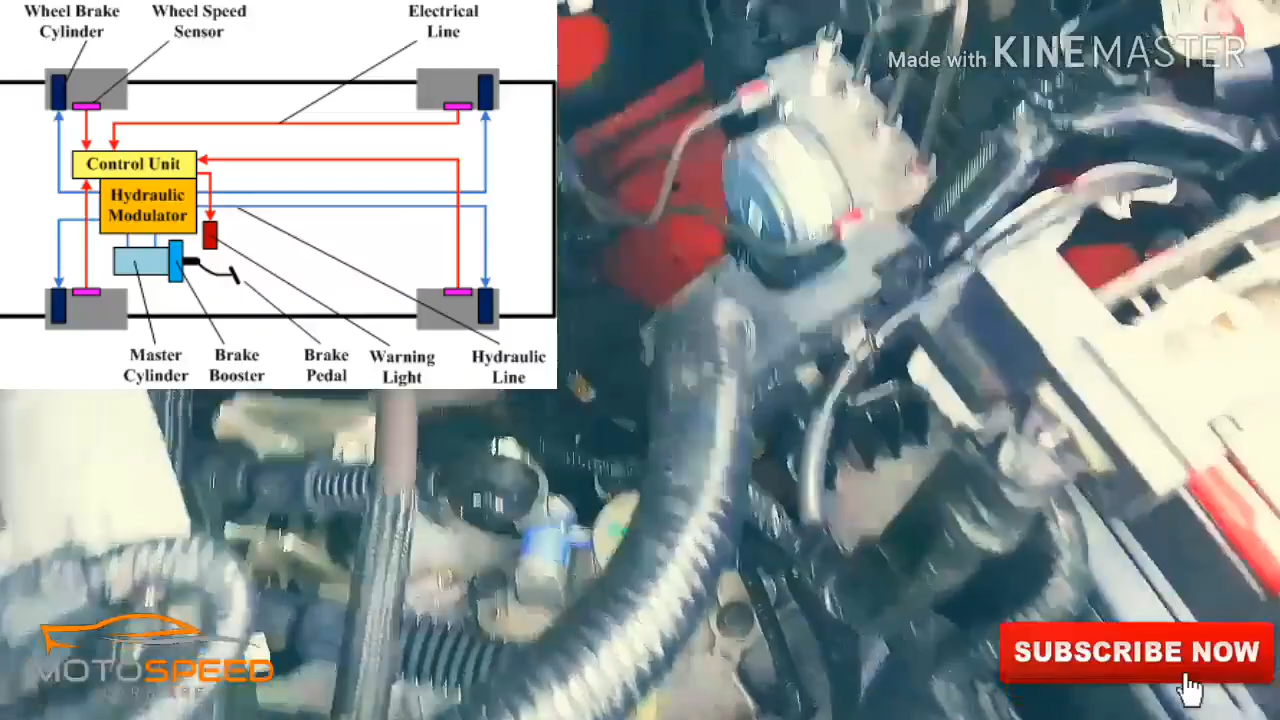 Wheel Brake
Cylinder
Wheel Speed
Sensor
Electrical
Line
Made with KINEMASTER
Control Unit
Hydraulic
Modulator
Master
Cylinder
Brake
Booster
Brake
Pedal
Warning
Light
Hydraulic
Line
MOTOSPEED
SUBSCRIBE NOW